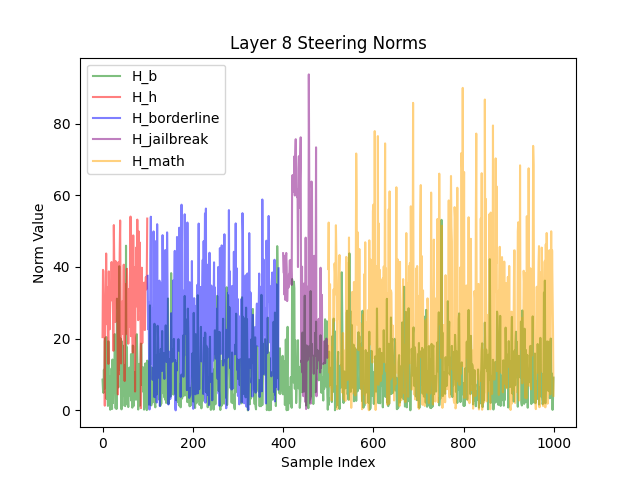 Layer 8 Steering Norms
H_b
H_h
H_borderline
H_jailbreak
H_math
80
60
40
20
0
Norm Value
0 200 400 600 800 1000
Sample Index